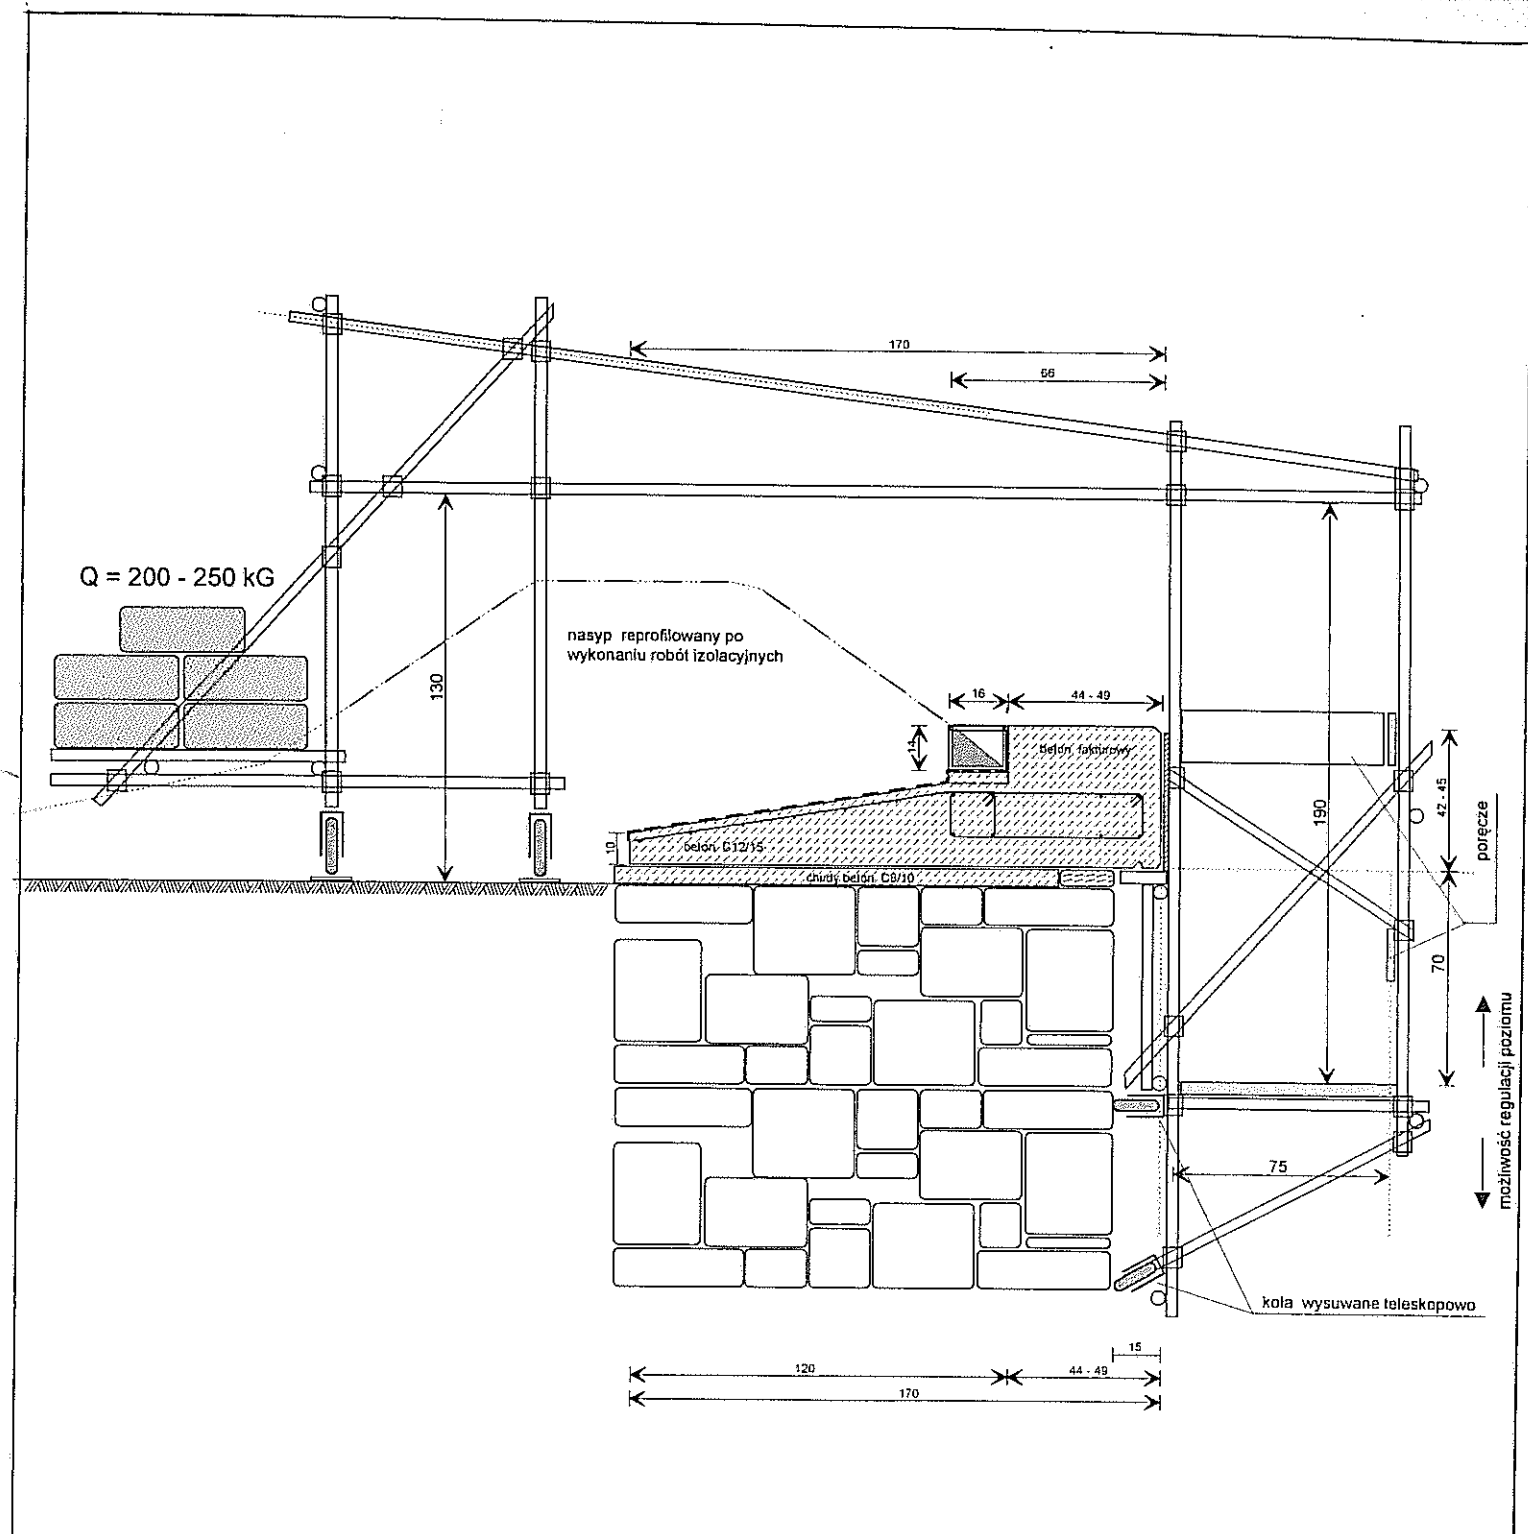 170
66
Q = 200 - 250 kG
nasyp reprofilowany po
wykonaniu robót izolacyjnych
130
16
44 - 49
14
beton fakturowy
10
beton C12/15
chudy beton C8/10
190
42 - 45
poręcze
70
możliwość regulacji poziomu
75
koła wysuwane teleskopowo
15
120
44 - 49
170